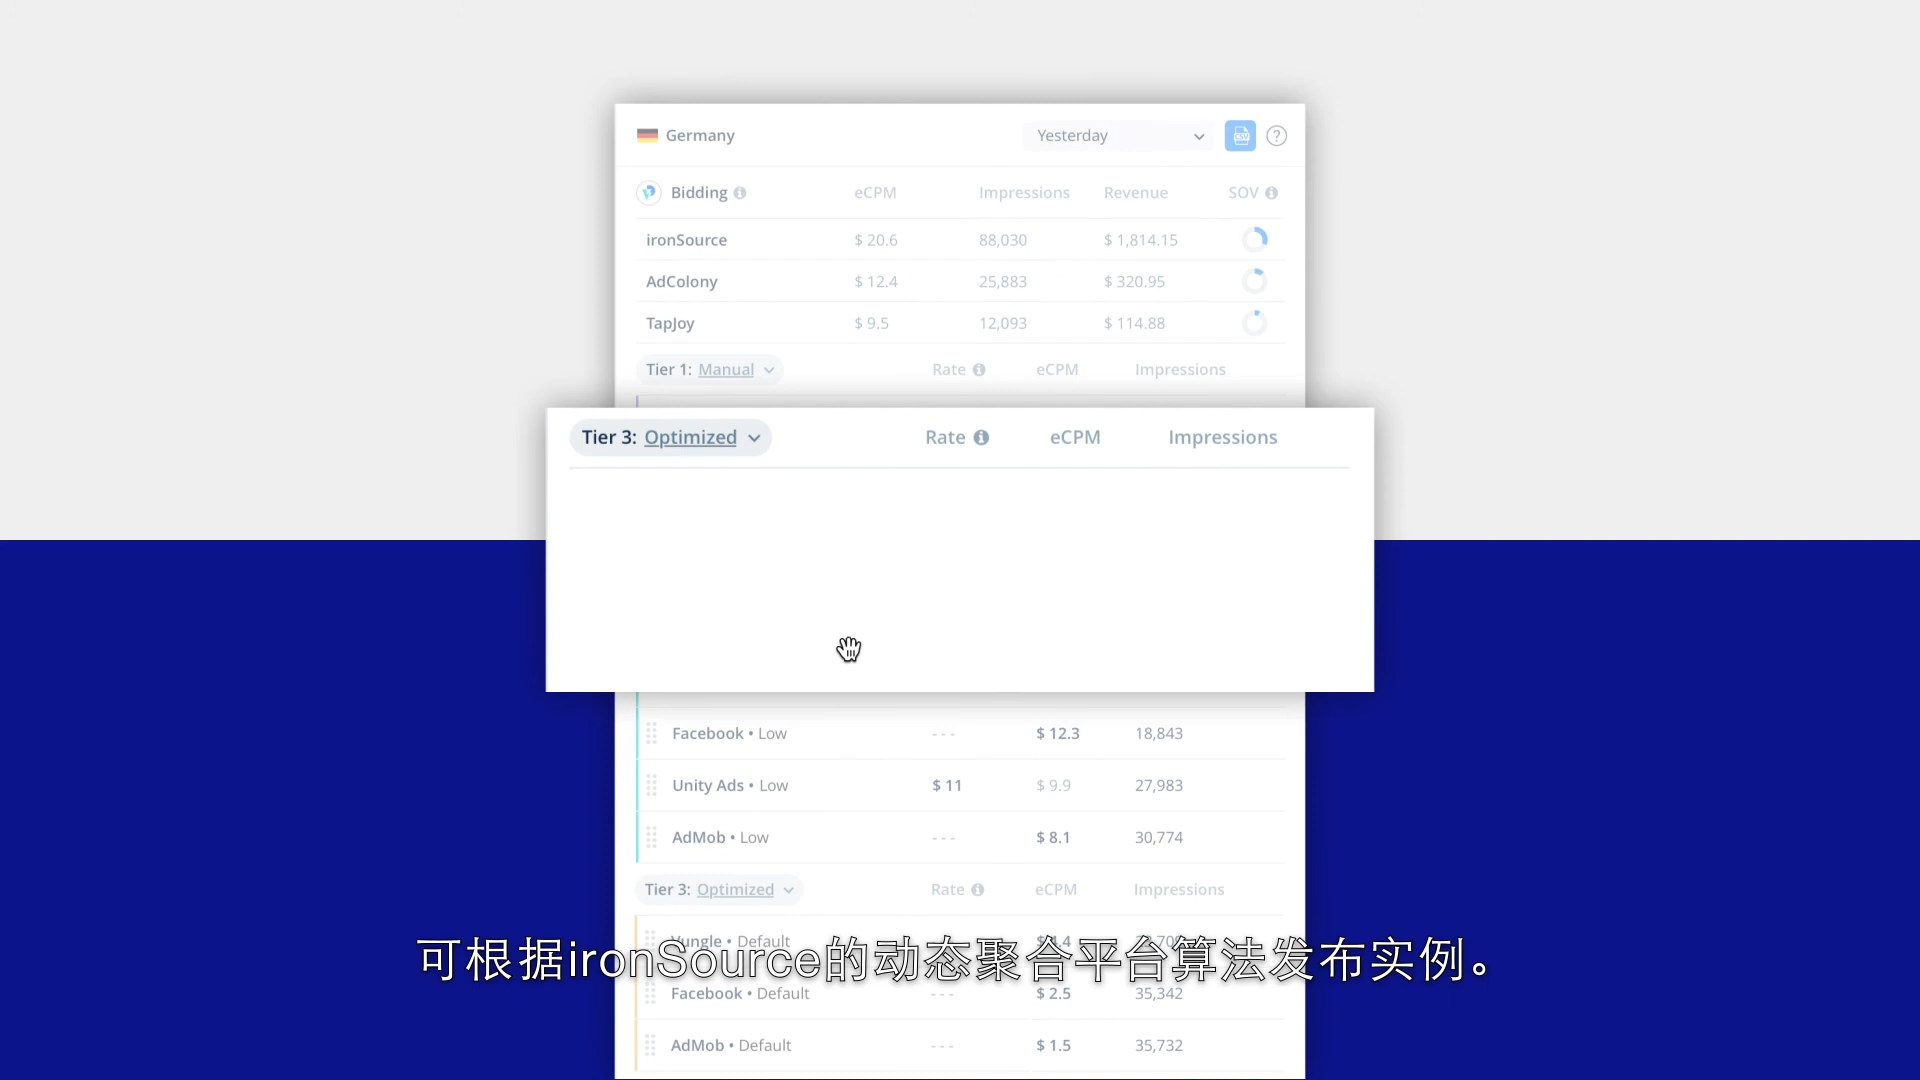 Germany
Yesterday
CSV
?
Bidding eCPM Impressions Revenue SOV
ironSource $ 20.6 88,030 $ 1,814.15
AdColony $ 12.4 25,883 $ 320.95
TapJoy $ 9.5 12,093 $ 114.88
Tier 1: Manual Rate eCPM Impressions
Tier 3: Optimized Rate eCPM Impressions
Facebook • Low - - - $ 12.3 18,843
Unity Ads • Low $ 11 $ 9.9 27,983
AdMob • Low - - - $ 8.1 30,774
Tier 3: Optimized Rate eCPM Impressions
Vungle • Default
可根据ironSource的动态聚合平台算法发布实例。
Facebook • Default - - - $ 2.5 35,342
AdMob • Default - - - $ 1.5 35,732